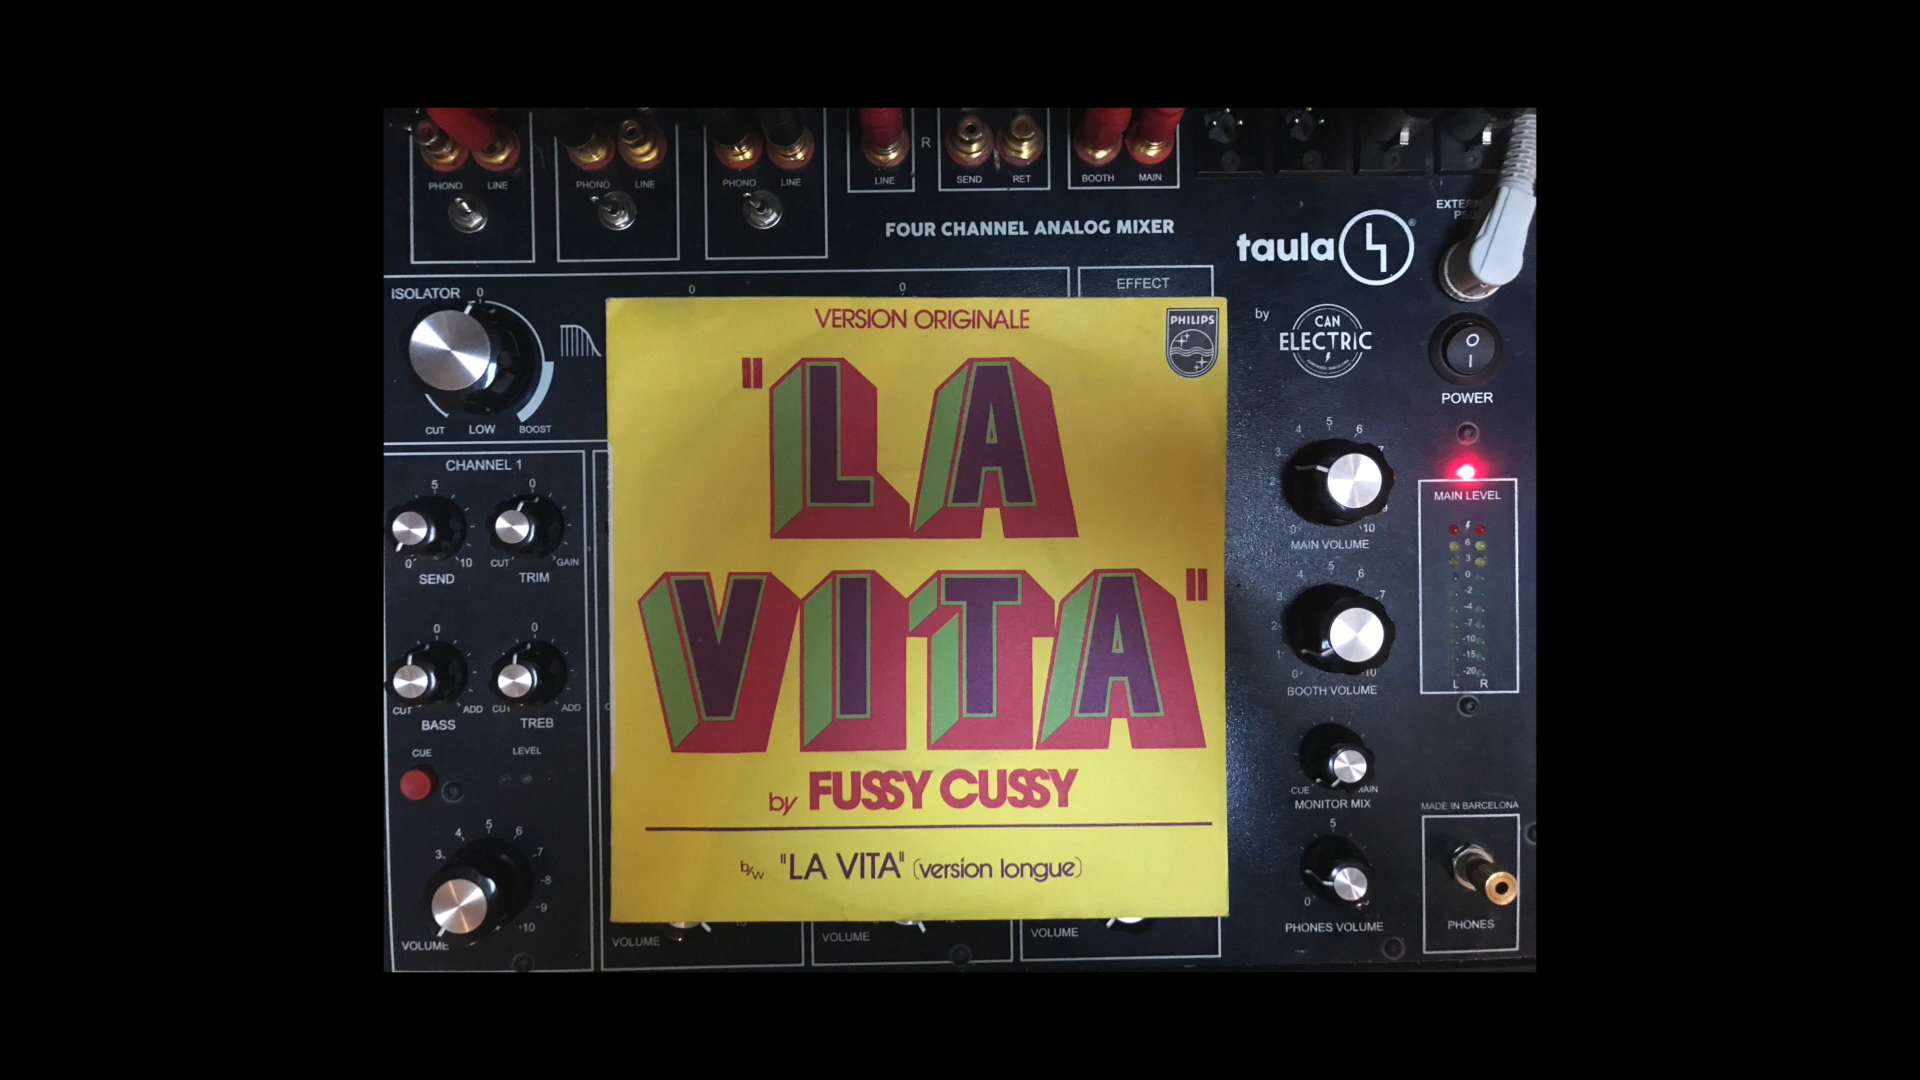 PHONO LINE
PHONO LINE
PHONO LINE
LINE
R
SEND RET
BOOTH MAIN
FOUR CHANNEL ANALOG MIXER
taula
®
ISOLATOR
0
0
0
EFFECT
CUT LOW BOOST
by
CAN
ELECTRIC
O
I
POWER
VERSION ORIGINALE
PHILIPS
"LA
VITA"
by FUSSY CUSSY
b/w "LA VITA" (version longue)
CHANNEL 1
5
0
0 10
CUT GAIN
SEND TRIM
0
0
CUT ADD
CUT ADD
BASS TREB
CUE LEVEL
3 4 5 6 7 8 9 10
VOLUME
VOLUME
VOLUME
VOLUME
2 3 4 5 6 7 9
0 10
MAIN VOLUME
1 2 3 4 5 6 7
0 10
BOOTH VOLUME
CUE MAIN
MONITOR MIX
5
0
PHONES VOLUME
MAIN LEVEL
6
3
0
-2
-4
-7
-10
-15
-20
L R
MADE IN BARCELONA
PHONES